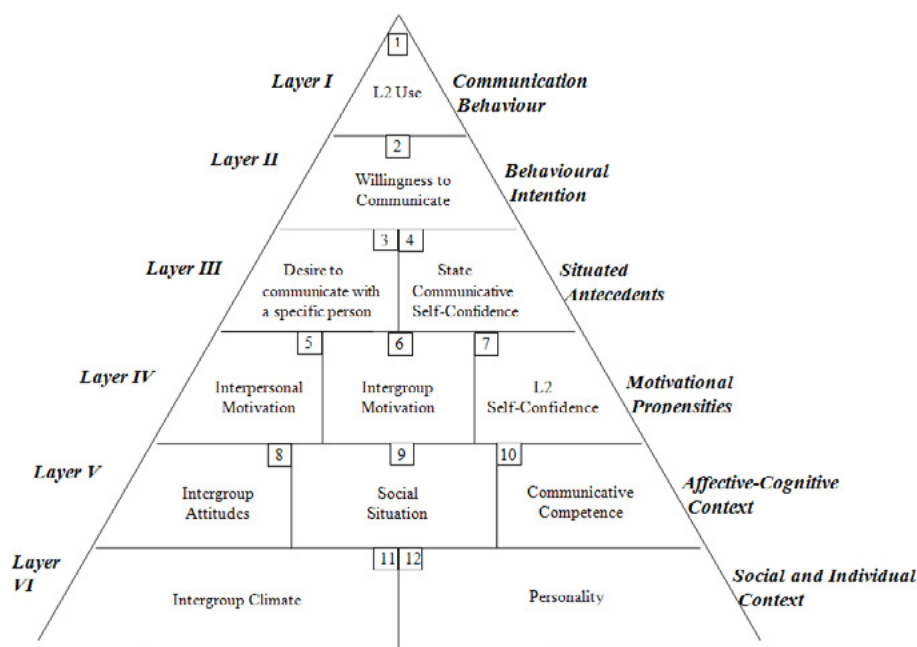 1
Layer I
L2 Use
Communication
Behaviour
2
Layer II
Willingness to
Communicate
Behavioural
Intention
3 4
Layer III
Desire to
communicate with
a specific person
State
Communicative
Self-Confidence
Situated
Antecedents
5 6 7
Layer IV
Interpersonal
Motivation
Intergroup
Motivation
L2
Self-Confidence
Motivational
Propensities
8 9 10
Layer V
Intergroup
Attitudes
Social
Situation
Communicative
Competence
Affective-Cognitive
Context
11 12
Layer
VI
Intergroup Climate
Personality
Social and Individual
Context